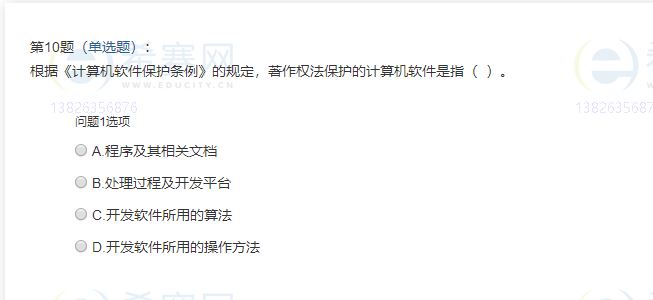 第10题（单选题）：
根据《计算机软件保护条例》的规定，著作权法保护的计算机软件是指（ ）。
希赛网
WWW.EDUCITY.CN
13826356876
1382635687
问题1选项
A.程序及其相关文档
B.处理过程及开发平台
C.开发软件所用的算法
D.开发软件所用的操作方法